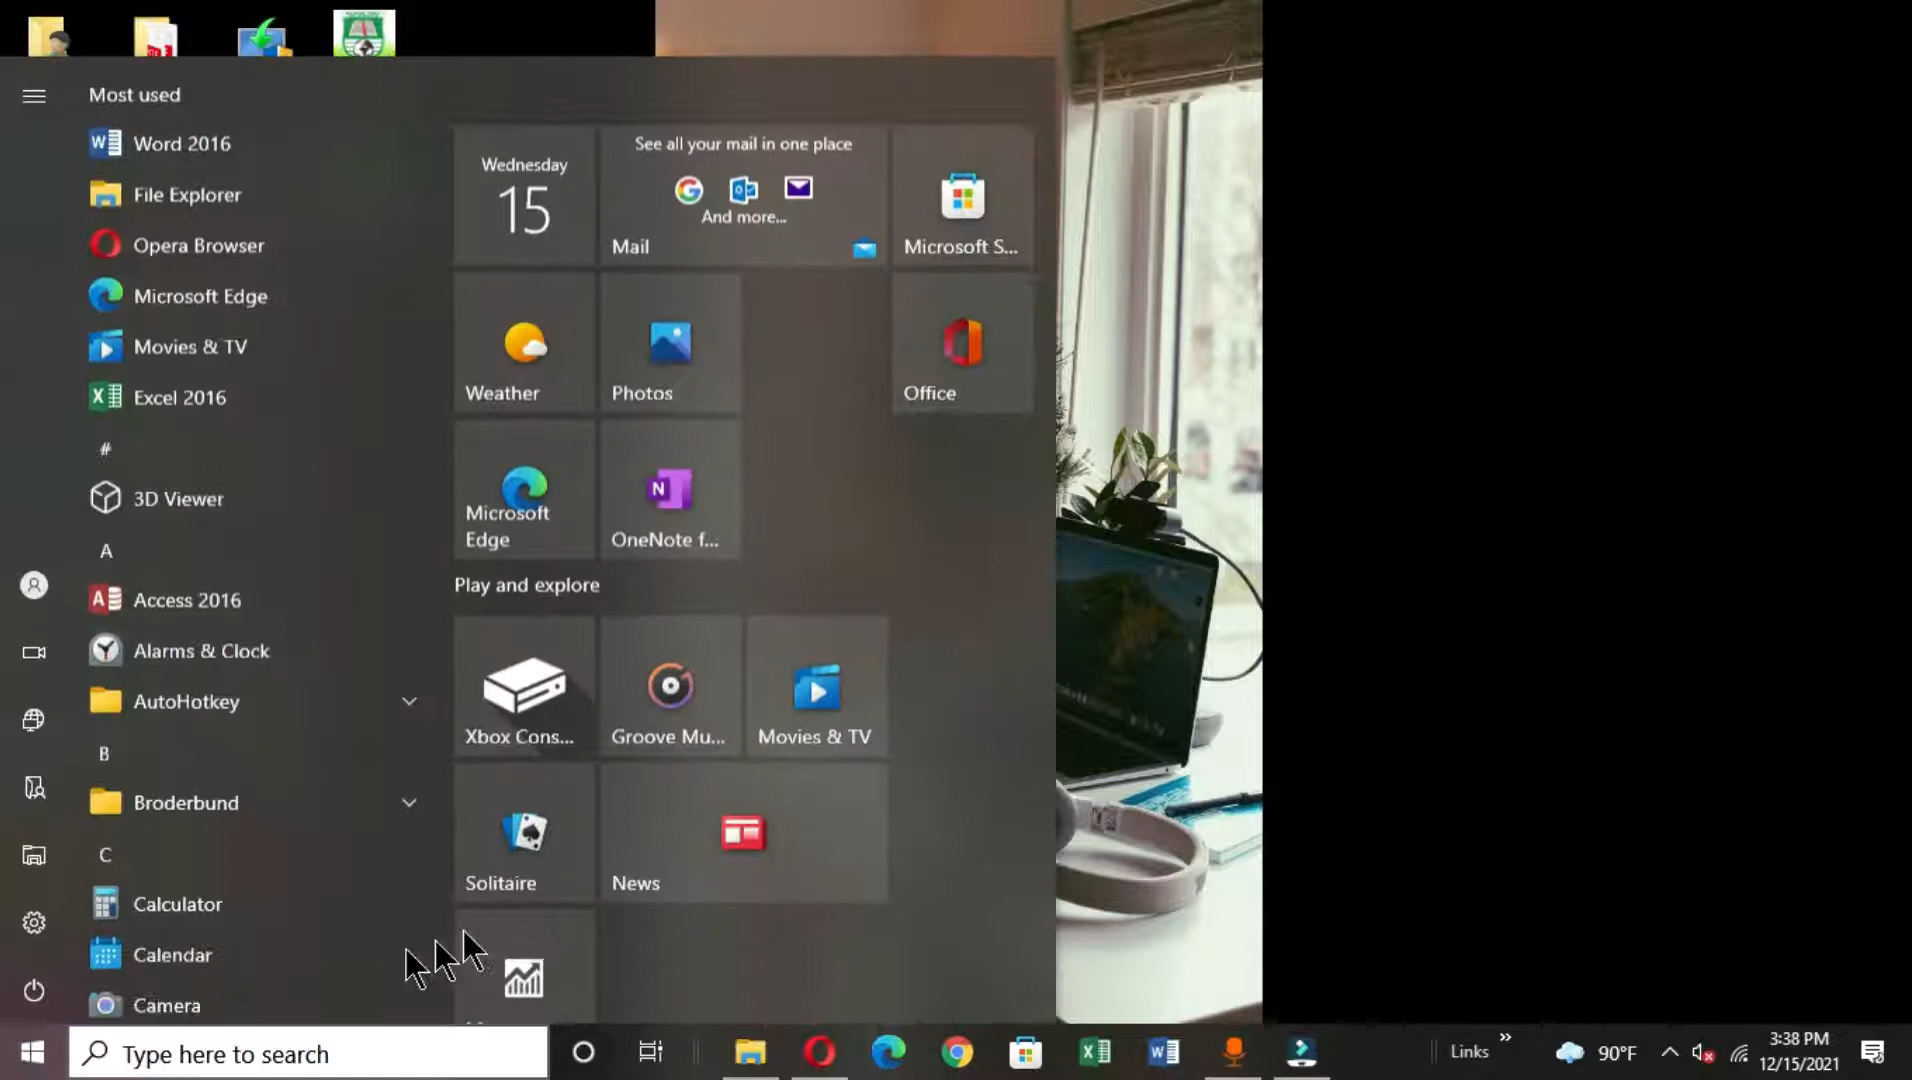 Most used
Word 2016
File Explorer
Opera Browser
Microsoft Edge
Movies & TV
Excel 2016
#
3D Viewer
A
Access 2016
Alarms & Clock
AutoHotkey
B
Broderbund
C
Calculator
Calendar
Camera
Wednesday
15
See all your mail in one place
And more...
Mail
Microsoft S...
Weather
Photos
Office
Microsoft
Edge
OneNote f...
Play and explore
Xbox Cons...
Groove Mu...
Movies & TV
Solitaire
News
Type here to search
Links
90°F
3:38 PM
12/15/2021